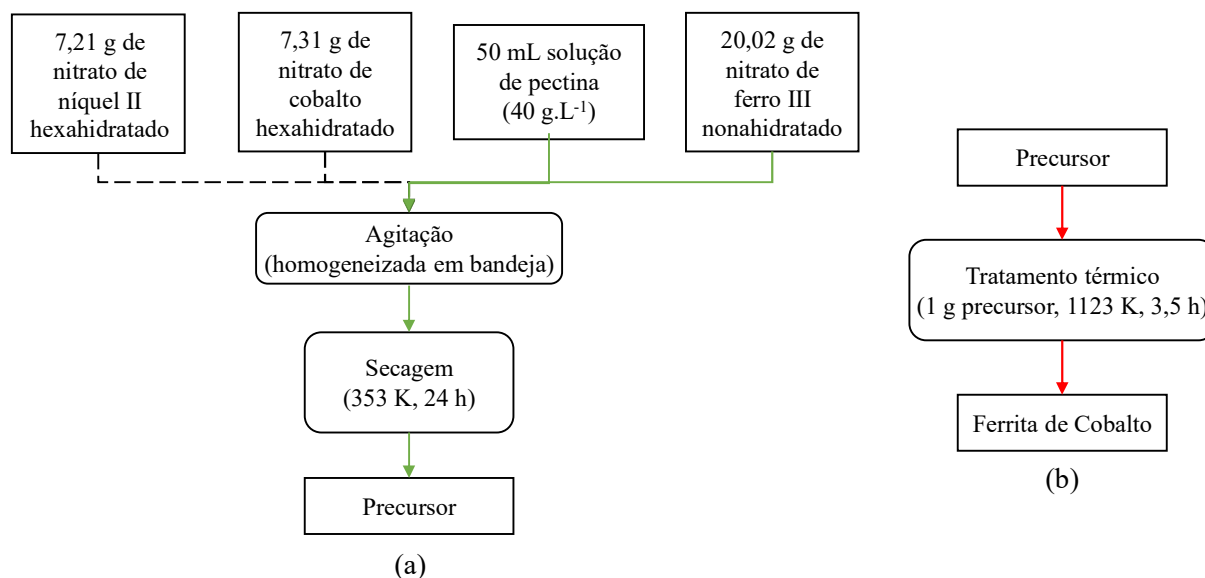 7,21 g de
nitrato de
níquel II
hexahidratado
7,31 g de
nitrato de
cobalto
hexahidratado
50 mL solução
de pectina
(40 g.L⁻¹)
20,02 g de
nitrato de
ferro III
nonahidratado
Agitação
(homogeneizada em bandeja)
Secagem
(353 K, 24 h)
Precursor
(a)
Precursor
Tratamento térmico
(1 g precursor, 1123 K, 3,5 h)
Ferrita de Cobalto
(b)